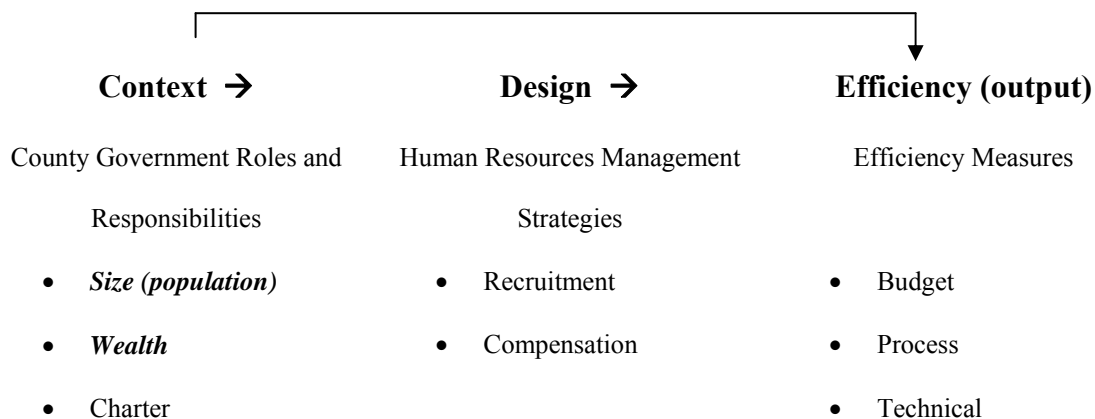 Context → Design → Efficiency (output)
County Government Roles and Human Resources Management Efficiency Measures
Responsibilities Strategies
• Size (population) • Recruitment • Budget
• Wealth • Compensation • Process
• Charter • Technical